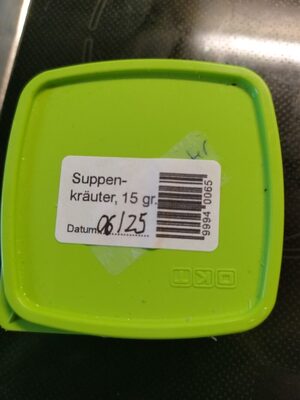 Suppen-
kräuter, 15 gr.
Datum: 06/25
9994 0065